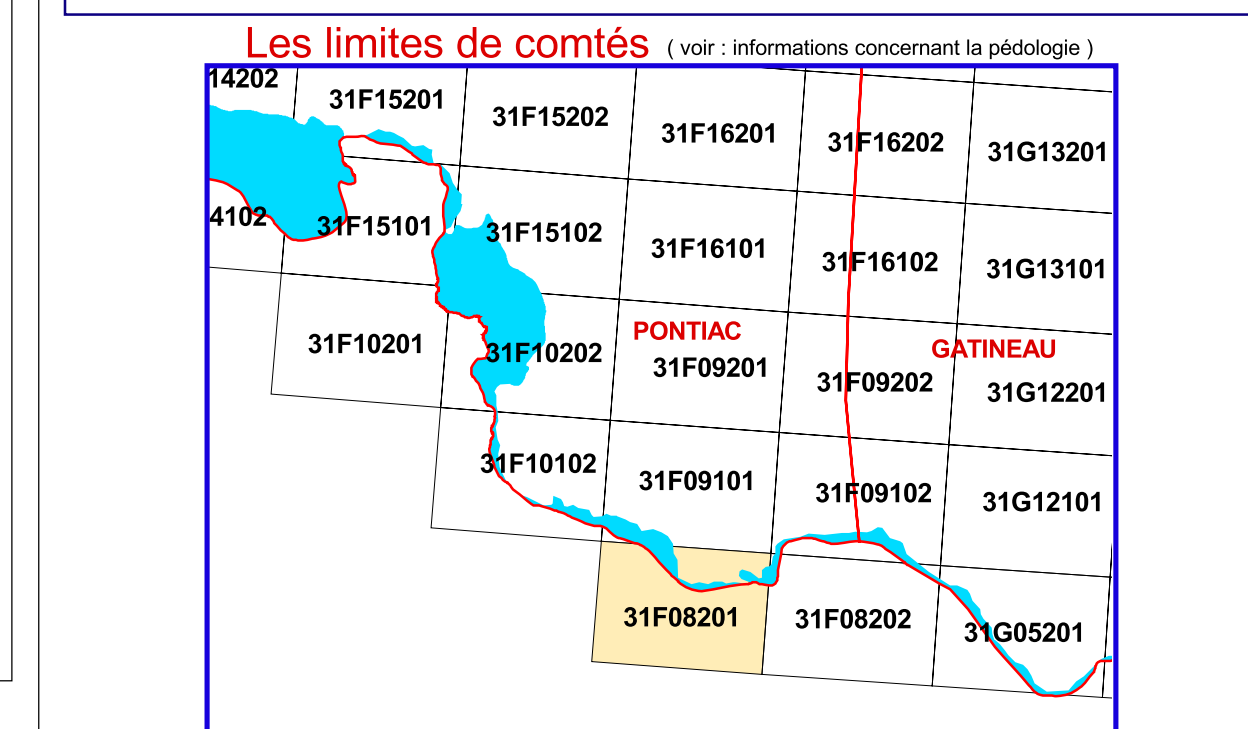 Les limites de comtés ( voir : informations concernant la pédologie )
14202
31F15201
31F15202
31F16201
31F16202
31G13201
4102
31F15101
31F15102
31F16101
31F16102
31G13101
31F10201
31F10202
PONTIAC
31F09201
31F09202
GATINEAU
31G12201
31F10102
31F09101
31F09102
31G12101
31F08201
31F08202
31G05201